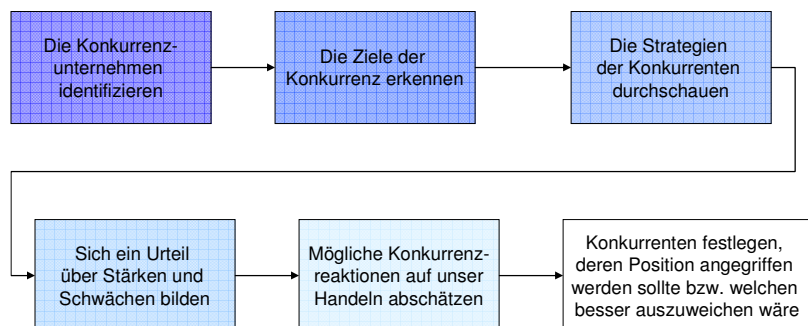 Die Konkurrenz-
unternehmen
identifizieren
Die Ziele der
Konkurrenz erkennen
Die Strategien
der Konkurrenten
durchschauen
Sich ein Urteil
über Stärken und
Schwächen bilden
Mögliche Konkurrenz-
reaktionen auf unser
Handeln abschätzen
Konkurrenten festlegen,
deren Position angegriffen
werden sollte bzw. welchen
besser auszuweichen wäre